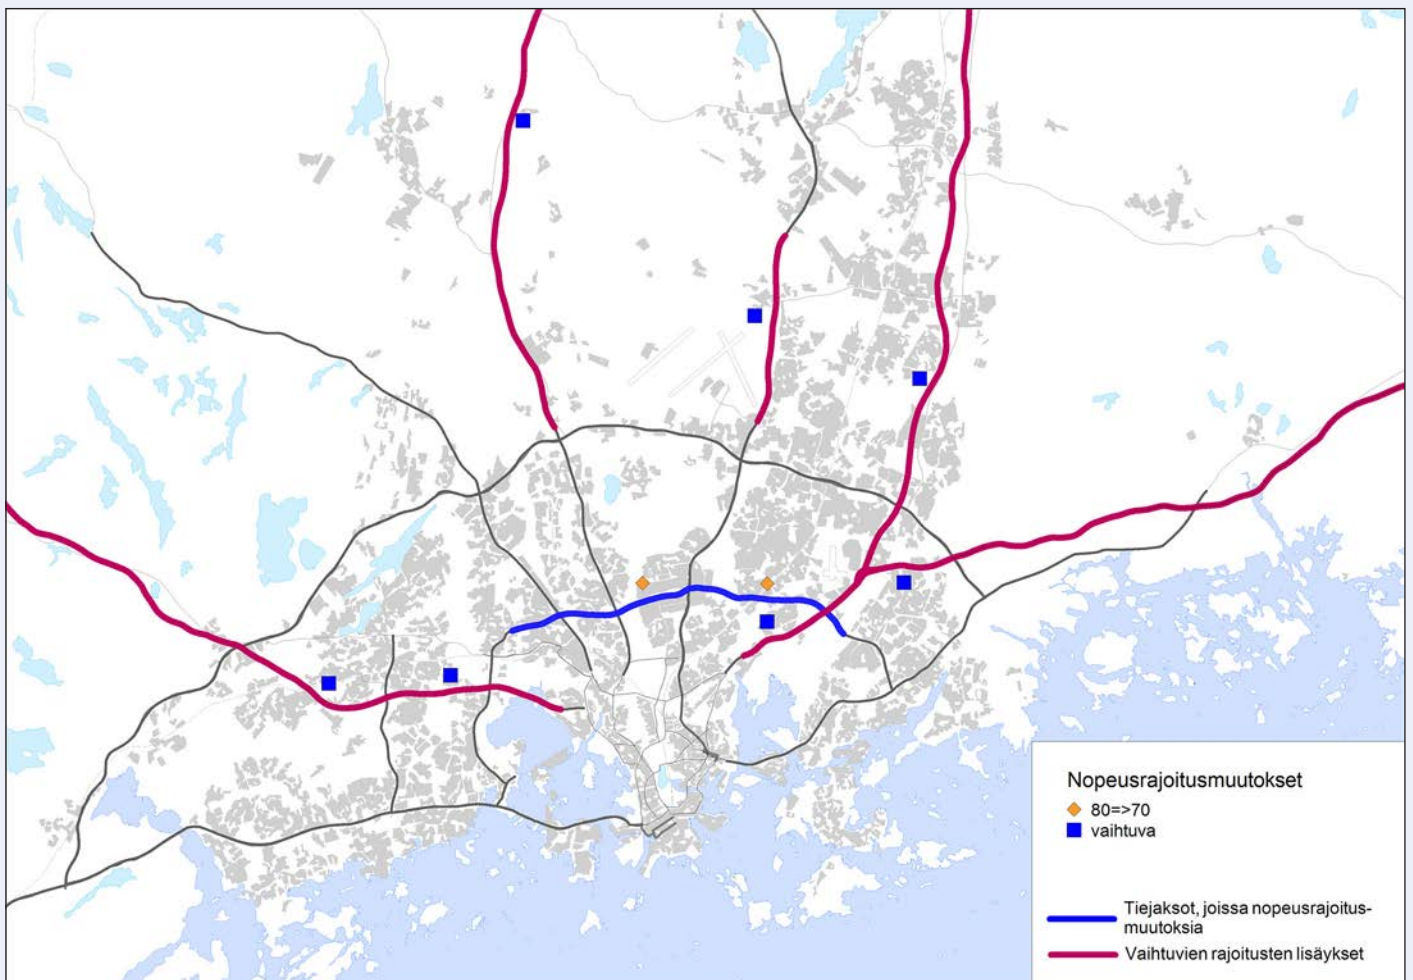 Nopeusrajoitusmuutokset
80=>70
vaihtuva
Tiejaksot, joissa nopeusrajoitus-
muutoksia
Vaihtuvien rajoitusten lisäykset